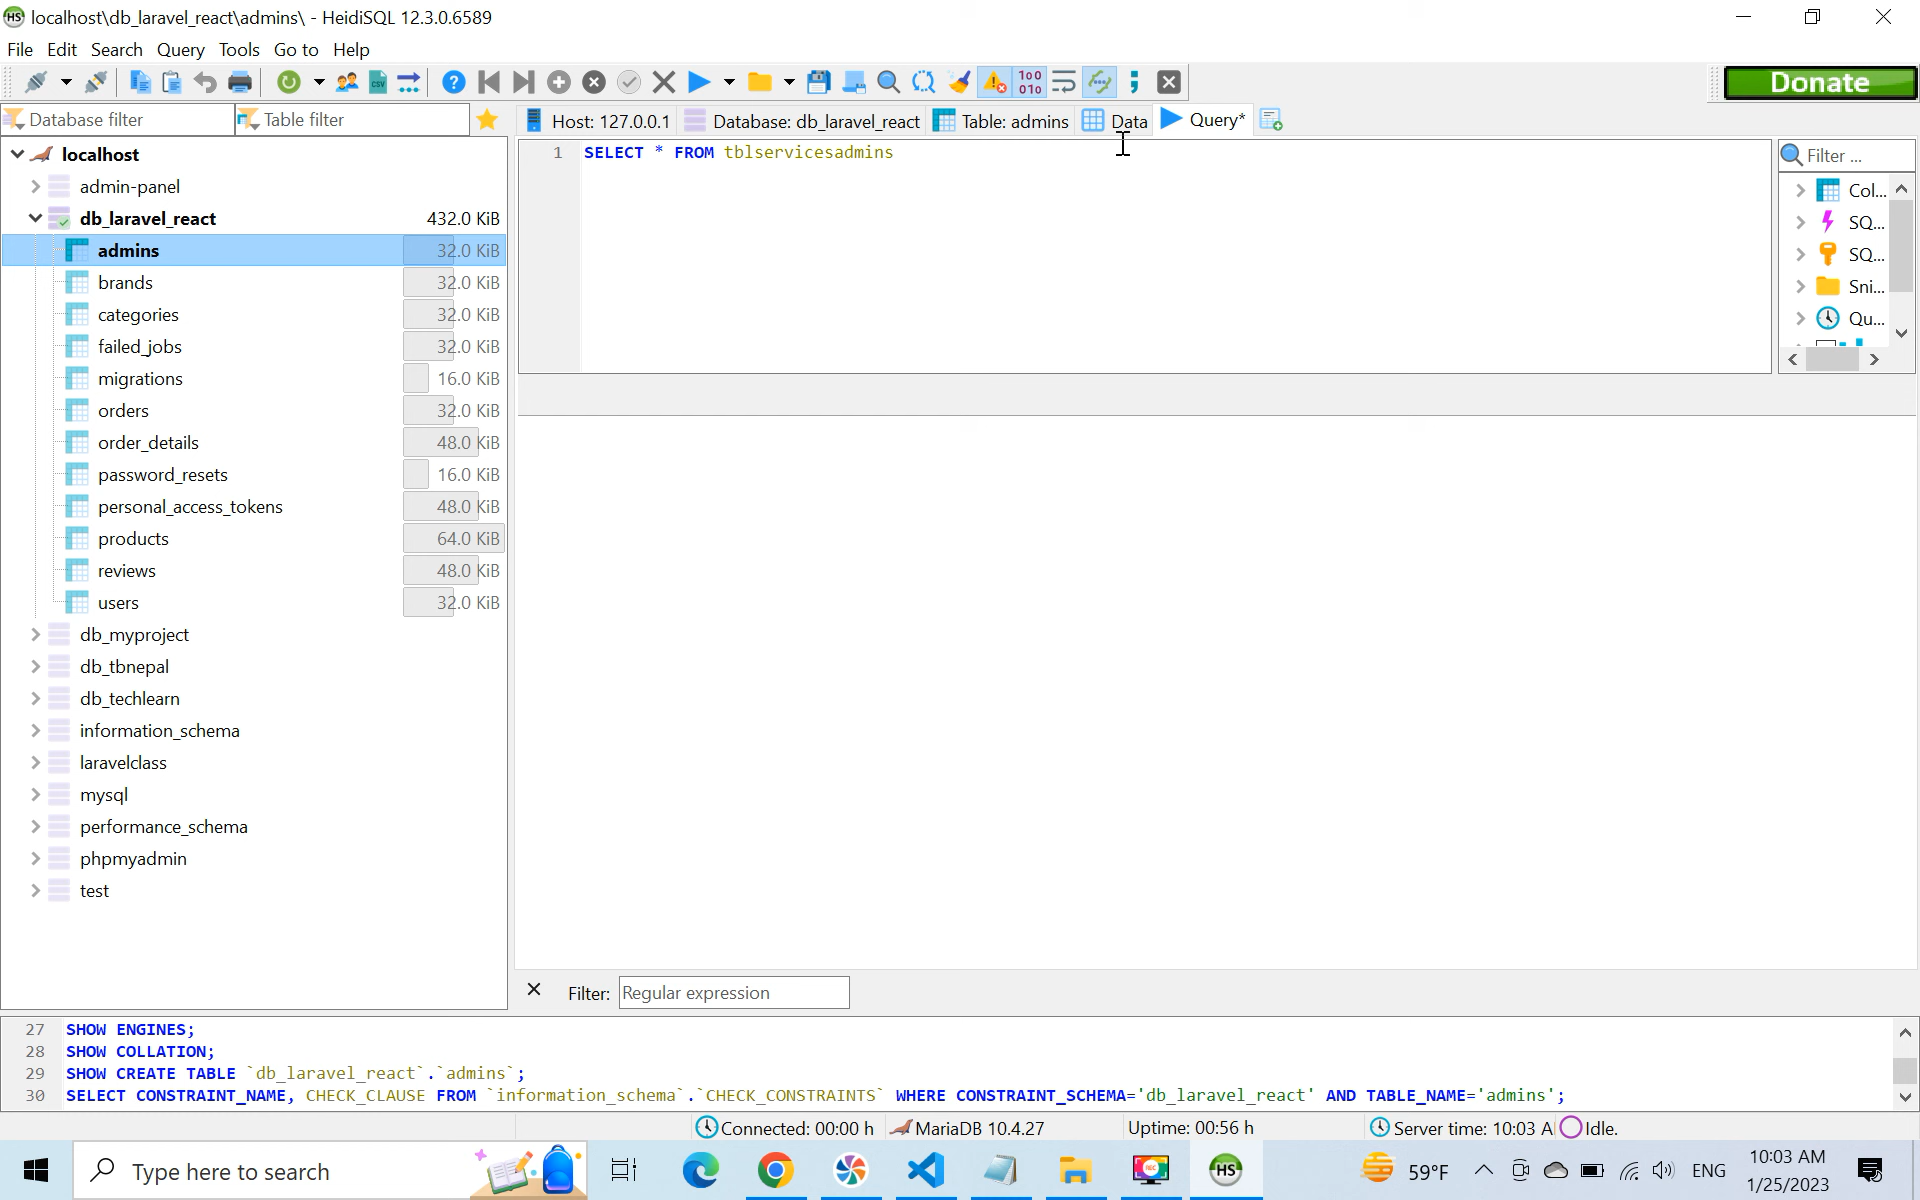 localhost\db_laravel_react\admins\ - HeidiSQL 12.3.0.6589
File Edit Search Query Tools Go to Help
Donate
Database filter
Table filter
Host: 127.0.0.1
Database: db_laravel_react
Table: admins
Data
Query*
localhost
admin-panel
db_laravel_react 432.0 KiB
admins 32.0 KiB
brands 32.0 KiB
categories 32.0 KiB
failed_jobs 32.0 KiB
migrations 16.0 KiB
orders 32.0 KiB
order_details 48.0 KiB
password_resets 16.0 KiB
personal_access_tokens 48.0 KiB
products 64.0 KiB
reviews 48.0 KiB
users 32.0 KiB
db_myproject
db_tbnepal
db_techlearn
information_schema
laravelclass
mysql
performance_schema
phpmyadmin
test
1 SELECT * FROM tblservicesadmins
Filter ...
Col...
SQ...
SQ...
Sni...
Qu...
Filter: Regular expression
27 SHOW ENGINES;
28 SHOW COLLATION;
29 SHOW CREATE TABLE `db_laravel_react`.`admins`;
30 SELECT CONSTRAINT_NAME, CHECK_CLAUSE FROM `information_schema`.`CHECK_CONSTRAINTS` WHERE CONSTRAINT_SCHEMA='db_laravel_react' AND TABLE_NAME='admins';
Connected: 00:00 h
MariaDB 10.4.27
Uptime: 00:56 h
Server time: 10:03 A
Idle.
Type here to search
59°F
ENG
10:03 AM
1/25/2023